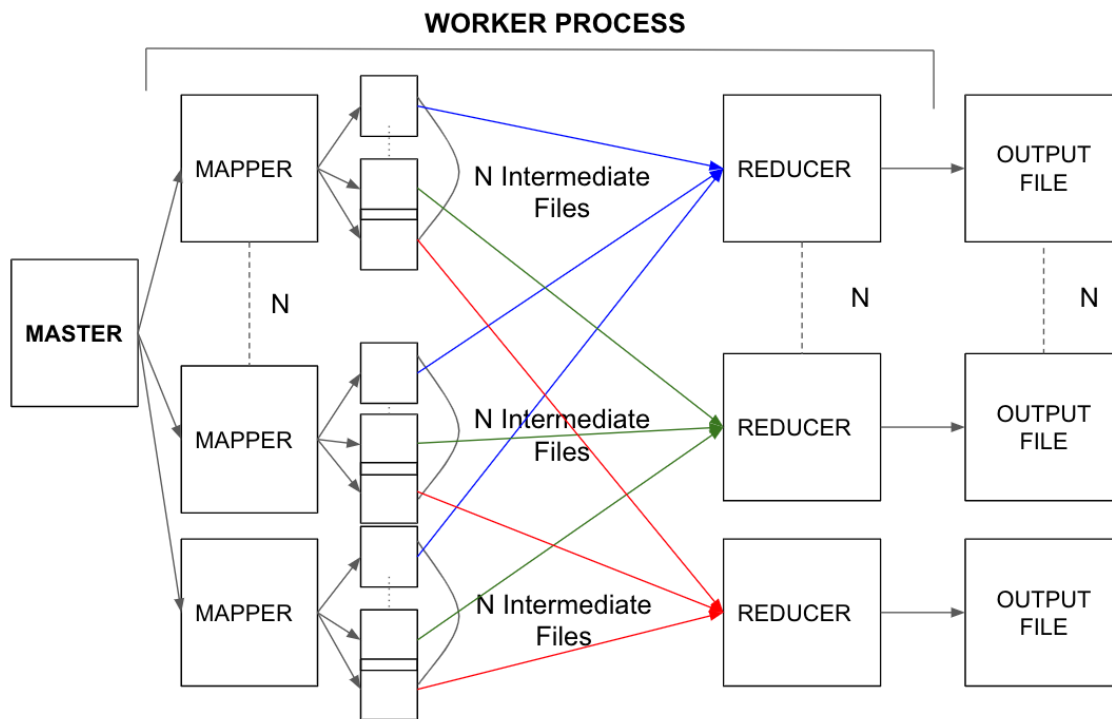 WORKER PROCESS
MAPPER
N Intermediate
Files
REDUCER
OUTPUT
FILE
N
N
N
MASTER
MAPPER
N Intermediate
Files
REDUCER
OUTPUT
FILE
MAPPER
N Intermediate
Files
REDUCER
OUTPUT
FILE